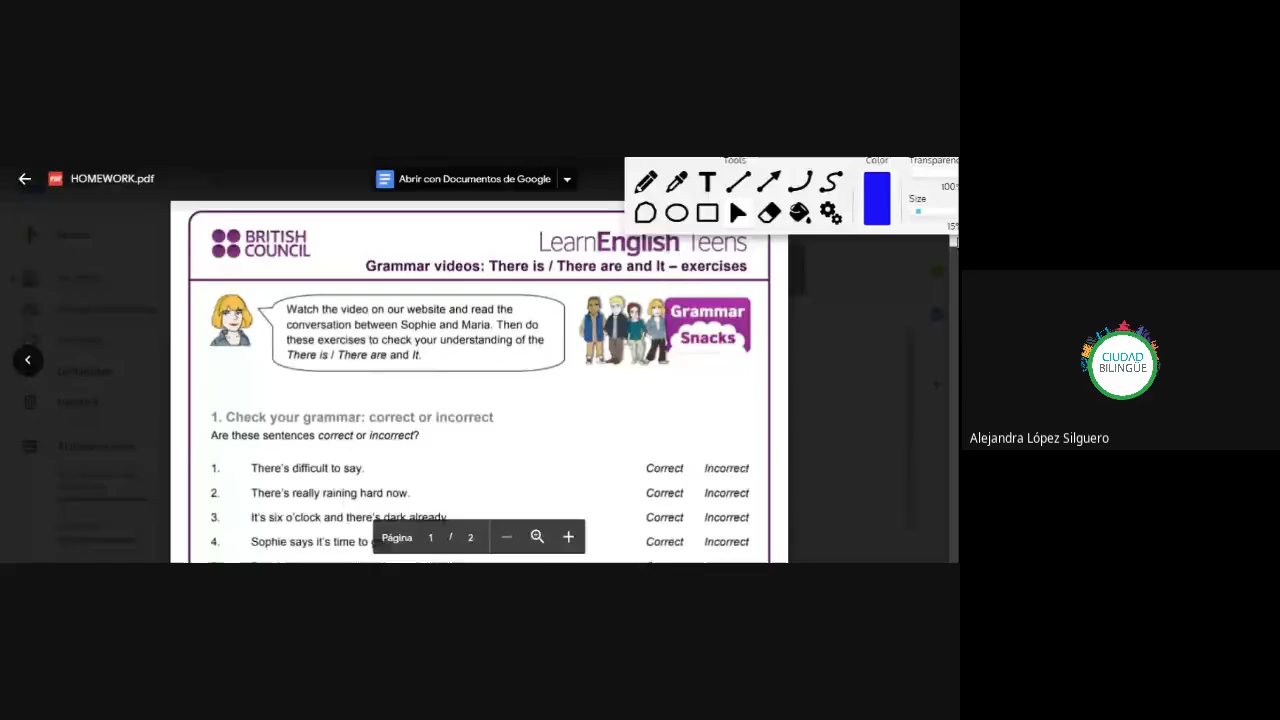 HOMEWORK.pdf
Abrir con Documentos de Google
Tools
Color
Size
100
15%
BRITISH
COUNCIL
LearnEnglish Teens
Grammar videos: There is / There are and It – exercises
Watch the video on our website and read the
conversation between Sophie and Maria. Then do
these exercises to check your understanding of the
There is / There are and It.
Grammar
Snacks
1. Check your grammar: correct or incorrect
Are these sentences correct or incorrect?
1. There's difficult to say. Correct Incorrect
2. There's really raining hard now. Correct Incorrect
3. It's six o'clock and there's dark already. Correct Incorrect
4. Sophie says it's time to Correct Incorrect
Página 1 / 2
CIUDAD
BILINGÜE
Alejandra López Silguero